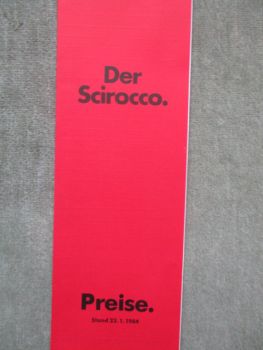 Der
Scirocco.
Preise.
Stand 23. 1. 1984